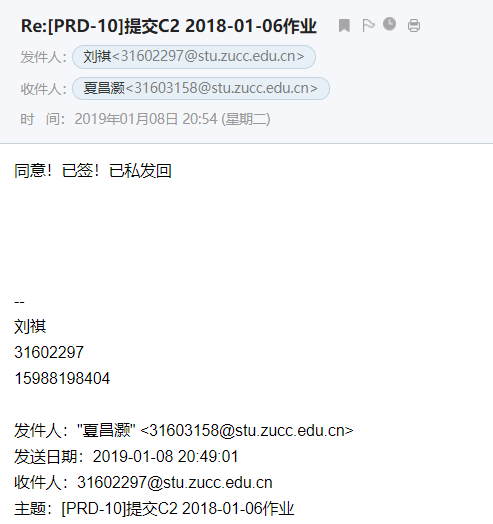 Re:[PRD-10]提交C2 2018-01-06作业
发件人：刘祺<31602297@stu.zucc.edu.cn>
收件人：夏昌灏<31603158@stu.zucc.edu.cn>
时 间：2019年01月08日 20:54 (星期二)
同意！已签！已私发回
--
刘祺
31602297
15988198404
发件人："夏昌灏" <31603158@stu.zucc.edu.cn>
发送日期：2019-01-08 20:49:01
收件人：31602297@stu.zucc.edu.cn
主题：[PRD-10]提交C2 2018-01-06作业